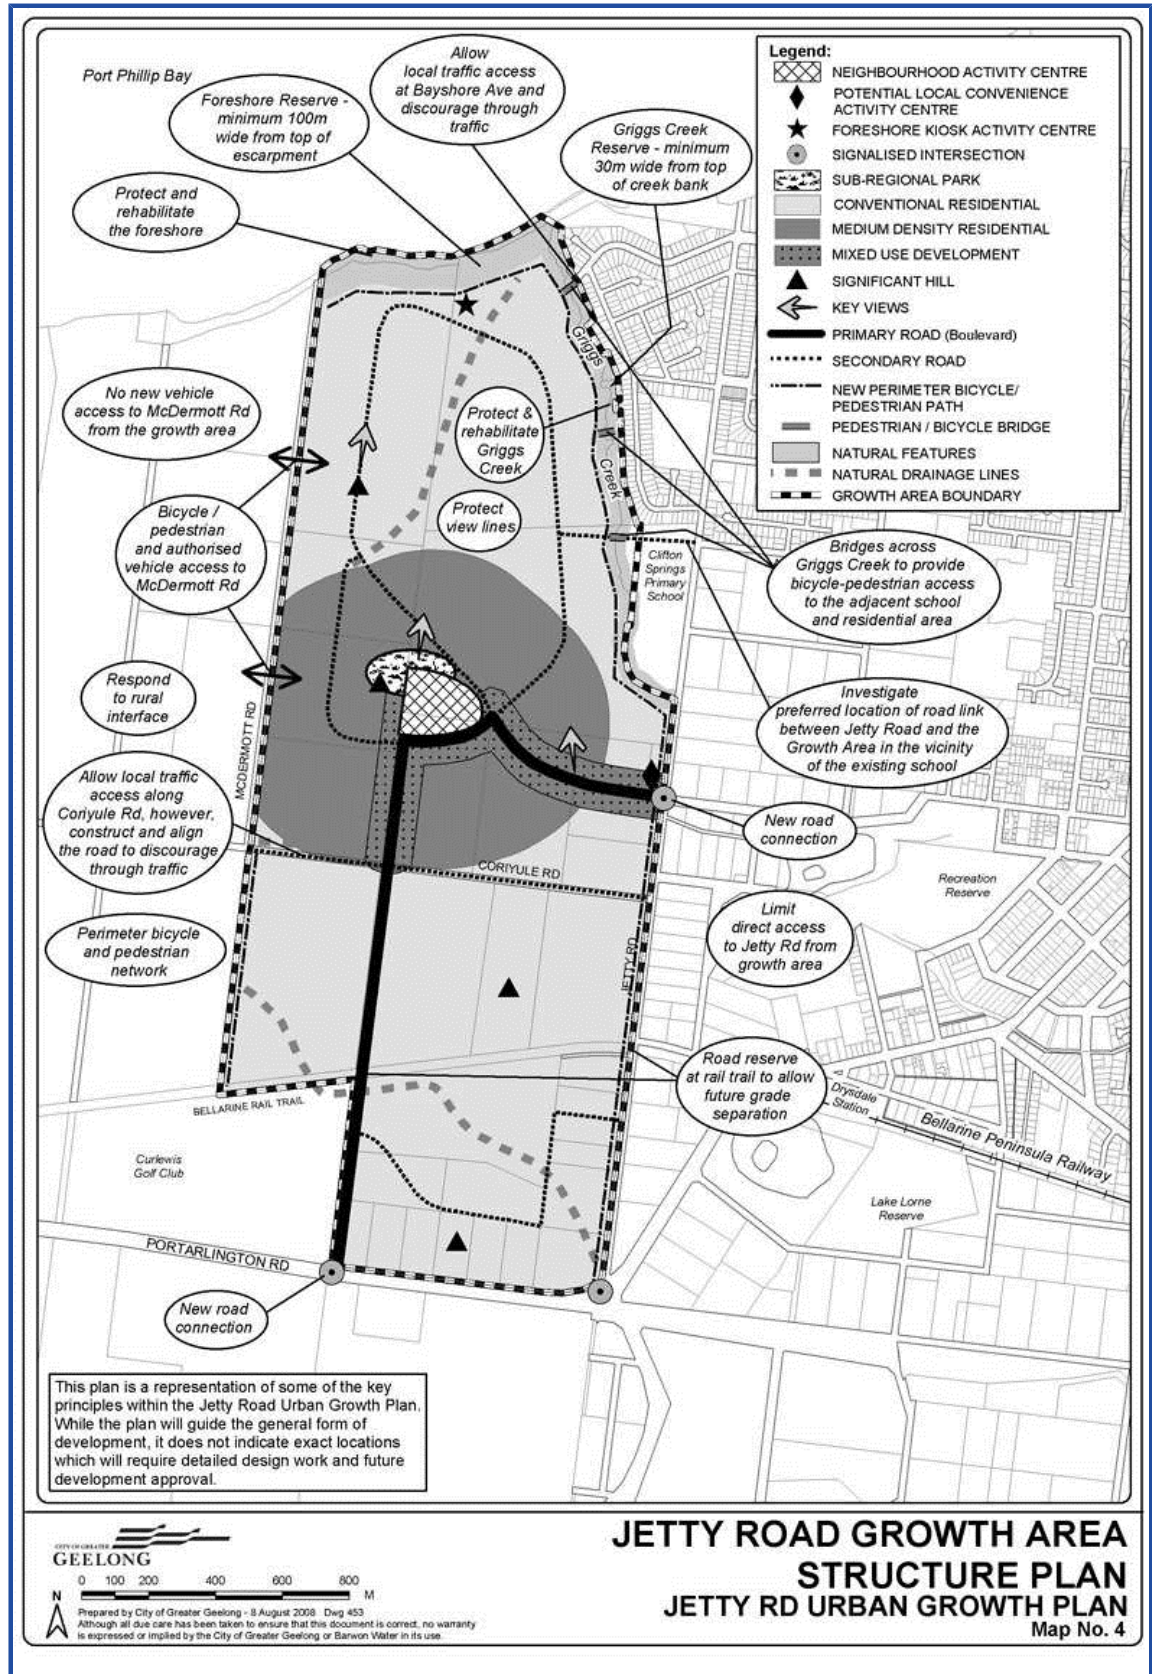 Port Phillip Bay
Allow
local traffic access
at Bayshore Ave and
discourage through
traffic
Foreshore Reserve -
minimum 100m
wide from top of
escarpment
Griggs Creek
Reserve - minimum
30m wide from top
of creek bank
Protect and
rehabilitate
the foreshore
Legend:
NEIGHBOURHOOD ACTIVITY CENTRE
POTENTIAL LOCAL CONVENIENCE
ACTIVITY CENTRE
FORESHORE KIOSK ACTIVITY CENTRE
SIGNALISED INTERSECTION
SUB-REGIONAL PARK
CONVENTIONAL RESIDENTIAL
MEDIUM DENSITY RESIDENTIAL
MIXED USE DEVELOPMENT
SIGNIFICANT HILL
KEY VIEWS
PRIMARY ROAD (Boulevard)
SECONDARY ROAD
NEW PERIMETER BICYCLE/
PEDESTRIAN PATH
PEDESTRIAN / BICYCLE BRIDGE
NATURAL FEATURES
NATURAL DRAINAGE LINES
GROWTH AREA BOUNDARY
Griggs
Creek
No new vehicle
access to McDermott Rd
from the growth area
Protect &
rehabilitate
Griggs
Creek
Protect
view lines
Bicycle /
pedestrian
and authorised
vehicle access to
McDermott Rd
Clifton
Springs
Primary
School
Bridges across
Griggs Creek to provide
bicycle-pedestrian access
to the adjacent school
and residential area
Respond
to rural
interface
MCDERMOTT RD
Investigate
preferred location of road link
between Jetty Road and the
Growth Area in the vicinity
of the existing school
Allow local traffic
access along
Coriyule Rd, however,
construct and align
the road to discourage
through traffic
New road
connection
CORIYULE RD
Recreation
Reserve
Limit
direct access
to Jetty Rd from
growth area
JETTY RD
Perimeter bicycle
and pedestrian
network
Road reserve
at rail trail to allow
future grade
separation
BELLARINE RAIL TRAIL
Drysdale
Station
Bellarine Peninsula Railway
Curlewis
Golf Club
Lake Lorne
Reserve
PORTARLINGTON RD
New road
connection
This plan is a representation of some of the key
principles within the Jetty Road Urban Growth Plan.
While the plan will guide the general form of
development, it does not indicate exact locations
which will require detailed design work and future
development approval.
CITY OF GREATER
GEELONG
0 100 200 400 600 800 M
N
Prepared by City of Greater Geelong - 8 August 2008 Dwg 453
Although all due care has been taken to ensure that this document is correct, no warranty
is expressed or implied by the City of Greater Geelong or Barwon Water in its use.
JETTY ROAD GROWTH AREA
STRUCTURE PLAN
JETTY RD URBAN GROWTH PLAN
Map No. 4